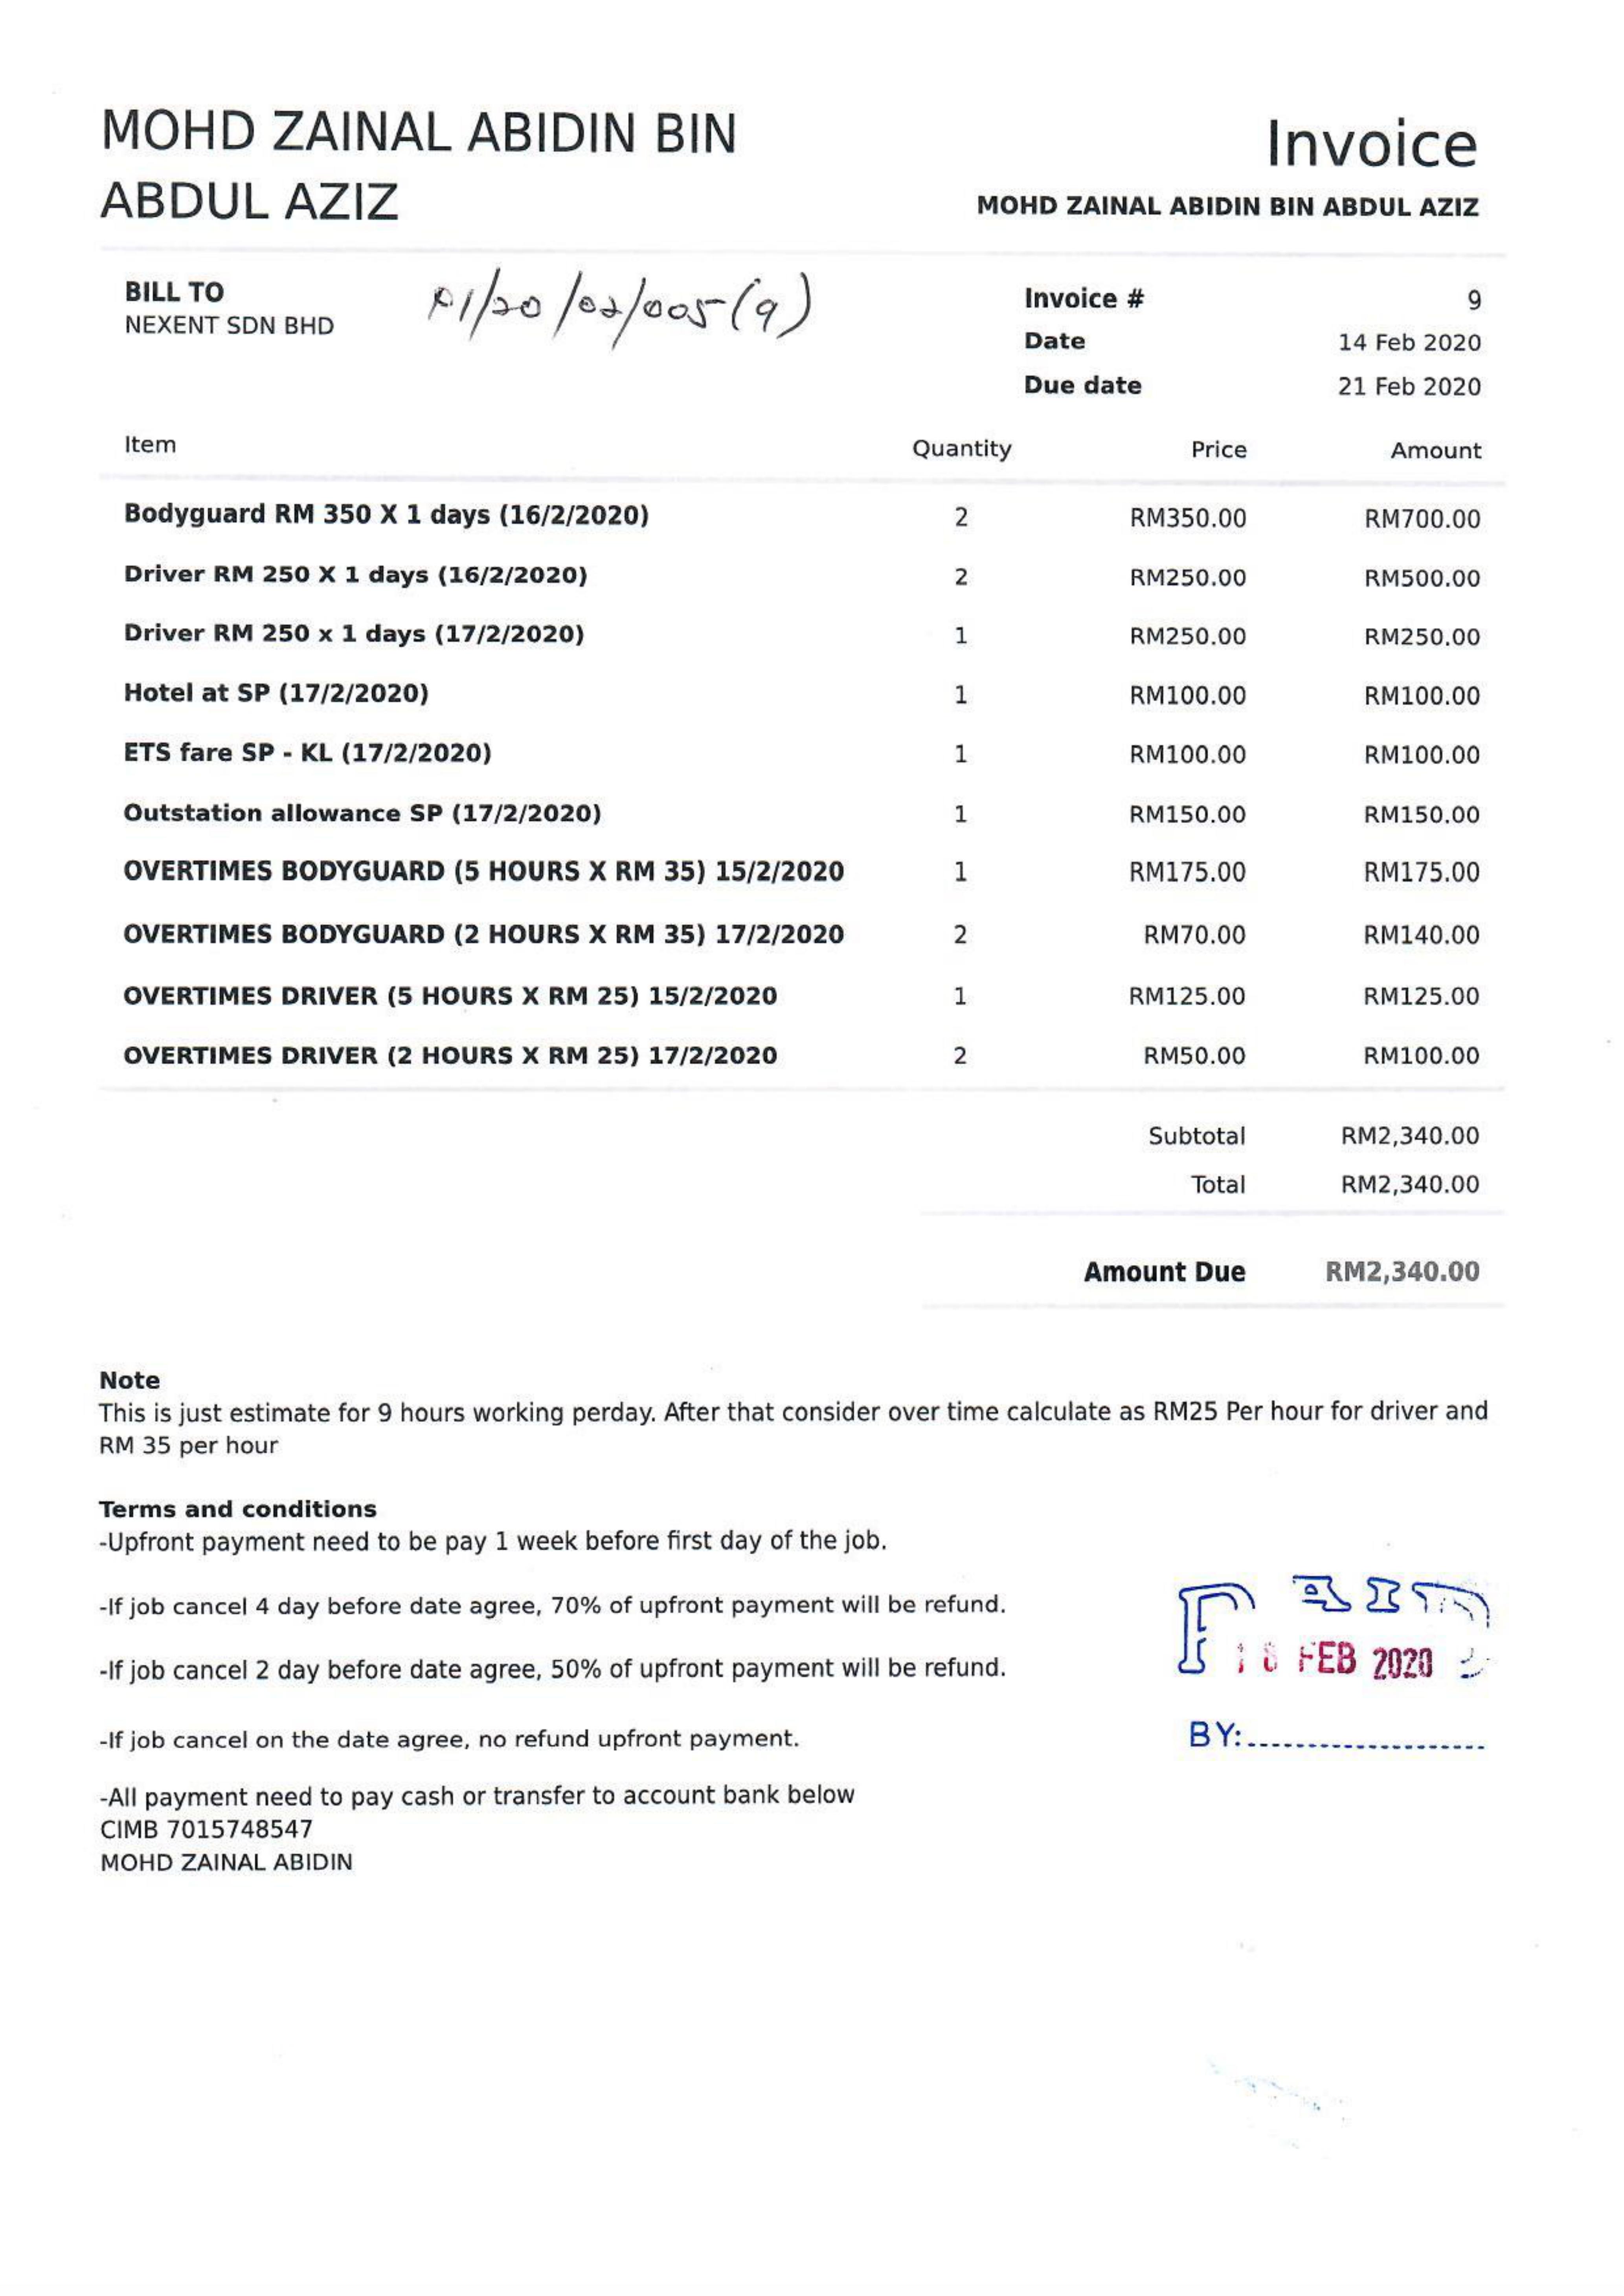 MOHD ZAINAL ABIDIN BIN
ABDUL AZIZ
Invoice
MOHD ZAINAL ABIDIN BIN ABDUL AZIZ
BILL TO
NEXENT SDN BHD
/20/02/005(9)
Invoice # 9
Date 14 Feb 2020
Due date 21 Feb 2020
Item Quantity Price Amount
Bodyguard RM 350 X 1 days (16/2/2020) 2 RM350.00 RM700.00
Driver RM 250 X 1 days (16/2/2020) 2 RM250.00 RM500.00
Driver RM 250 x 1 days (17/2/2020) 1 RM250.00 RM250.00
Hotel at SP (17/2/2020) 1 RM100.00 RM100.00
ETS fare SP - KL (17/2/2020) 1 RM100.00 RM100.00
Outstation allowance SP (17/2/2020) 1 RM150.00 RM150.00
OVERTIMES BODYGUARD (5 HOURS X RM 35) 15/2/2020 1 RM175.00 RM175.00
OVERTIMES BODYGUARD (2 HOURS X RM 35) 17/2/2020 2 RM70.00 RM140.00
OVERTIMES DRIVER (5 HOURS X RM 25) 15/2/2020 1 RM125.00 RM125.00
OVERTIMES DRIVER (2 HOURS X RM 25) 17/2/2020 2 RM50.00 RM100.00
Subtotal RM2,340.00
Total RM2,340.00
Amount Due RM2,340.00
Note
This is just estimate for 9 hours working perday. After that consider over time calculate as RM25 Per hour for driver and
RM 35 per hour
Terms and conditions
-Upfront payment need to be pay 1 week before first day of the job.
-If job cancel 4 day before date agree, 70% of upfront payment will be refund.
-If job cancel 2 day before date agree, 50% of upfront payment will be refund.
-If job cancel on the date agree, no refund upfront payment.
-All payment need to pay cash or transfer to account bank below
CIMB 7015748547
MOHD ZAINAL ABIDIN
PAID
FEB 2020
BY: